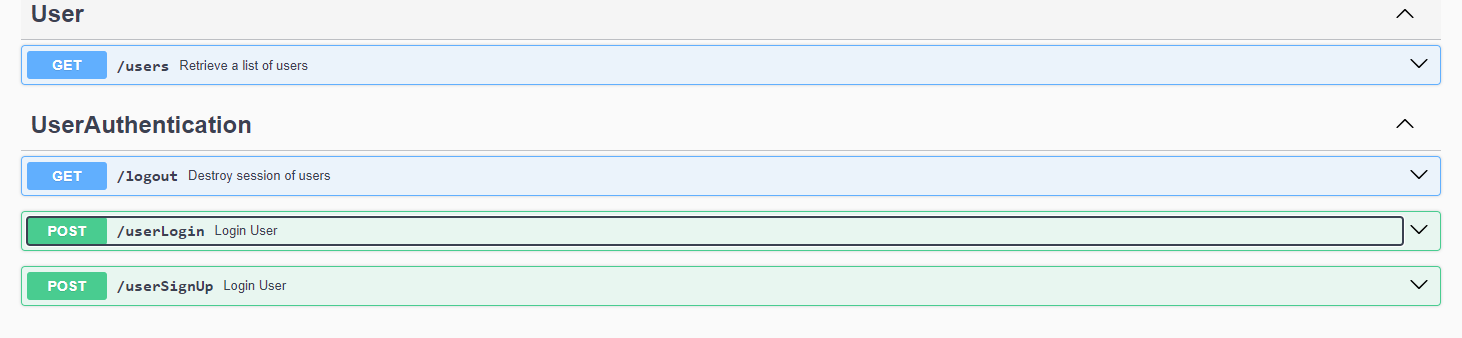 User
GET /users Retrieve a list of users
UserAuthentication
GET /logout Destroy session of users
POST /userLogin Login User
POST /userSignUp Login User